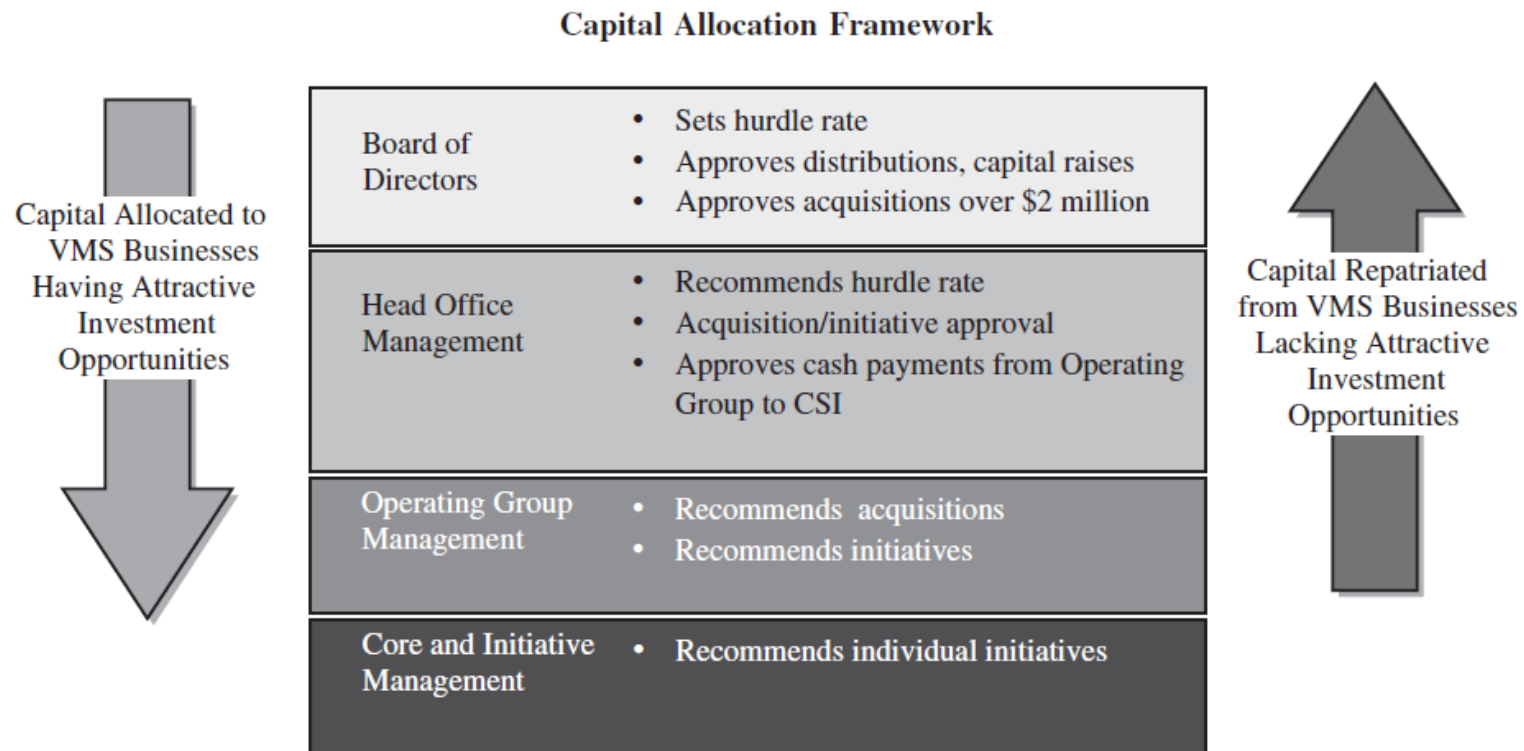 Capital Allocation Framework
Capital Allocated to
VMS Businesses
Having Attractive
Investment
Opportunities
Board of
Directors
• Sets hurdle rate
• Approves distributions, capital raises
• Approves acquisitions over $2 million
Head Office
Management
• Recommends hurdle rate
• Acquisition/initiative approval
• Approves cash payments from Operating
Group to CSI
Operating Group
Management
• Recommends acquisitions
• Recommends initiatives
Core and Initiative
Management
• Recommends individual initiatives
Capital Repatriated
from VMS Businesses
Lacking Attractive
Investment
Opportunities